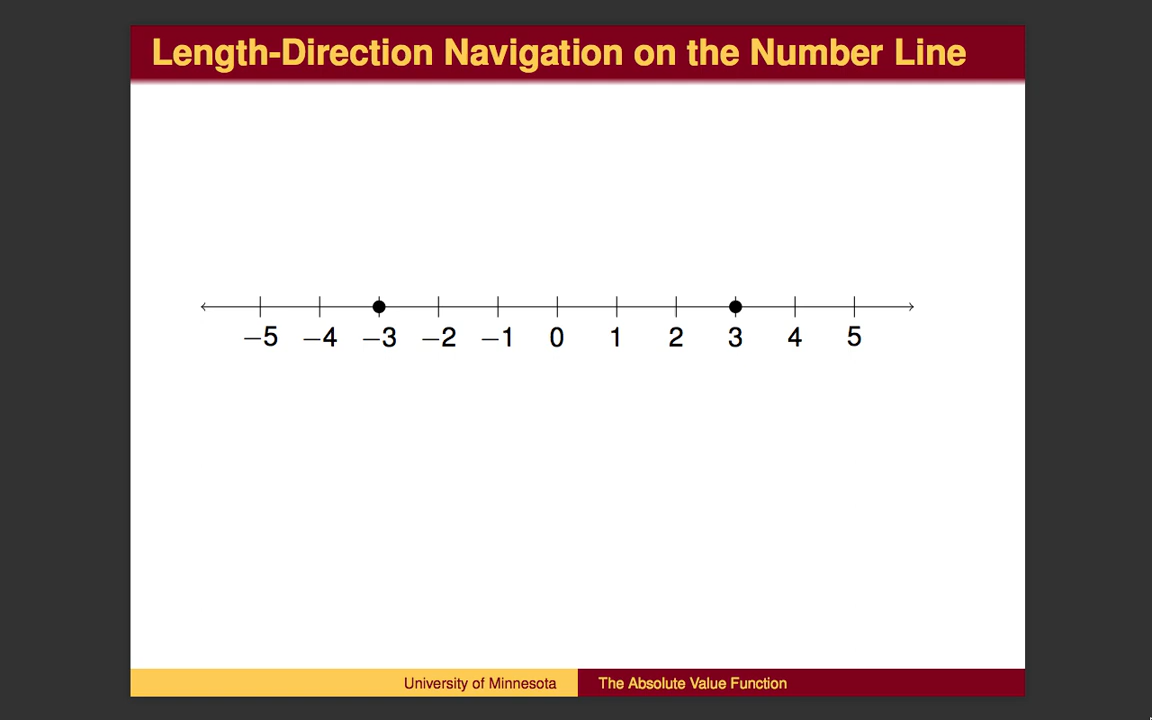 Length-Direction Navigation on the Number Line
−5 −4 −3 −2 −1 0 1 2 3 4 5
University of Minnesota The Absolute Value Function